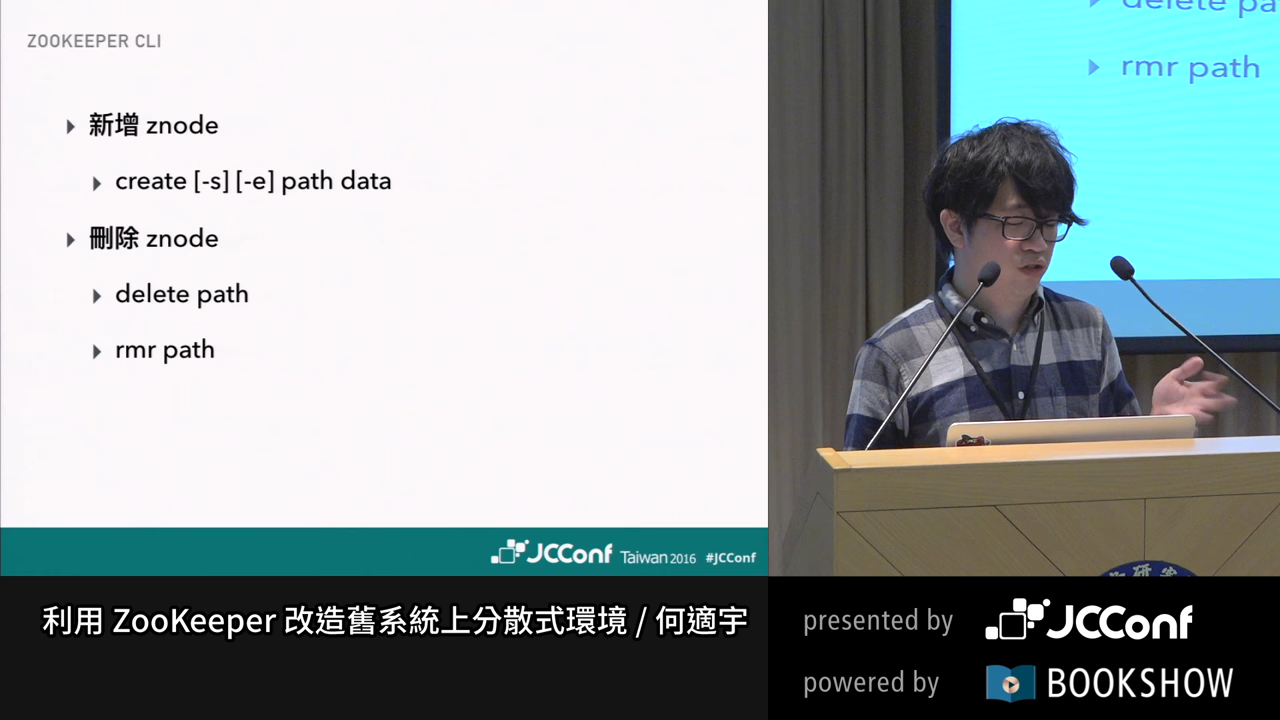 ZOOKEEPER CLI
新增 znode
create [-s] [-e] path data
刪除 znode
delete path
rmr path
JCConf Taiwan 2016 #JCConf
delete pa
rmr path
利用 ZooKeeper 改造舊系統上分散式環境 / 何適宇
presented by JCConf
powered by BOOKSHOW